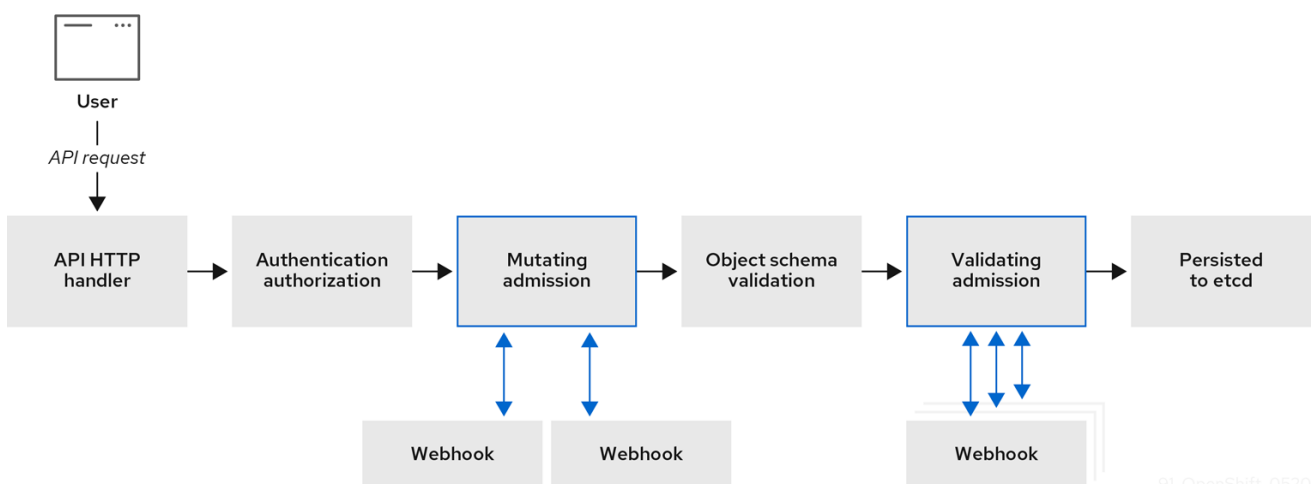 User
API request
API HTTP
handler
Authentication
authorization
Mutating
admission
Object schema
validation
Validating
admission
Persisted
to etcd
Webhook
Webhook
Webhook